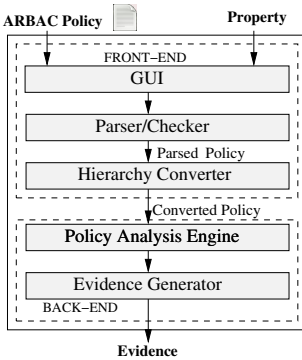 ARBAC Policy
Property
FRONT–END
GUI
Parser/Checker
Parsed Policy
Hierarchy Converter
Converted Policy
Policy Analysis Engine
Evidence Generator
BACK–END
Evidence